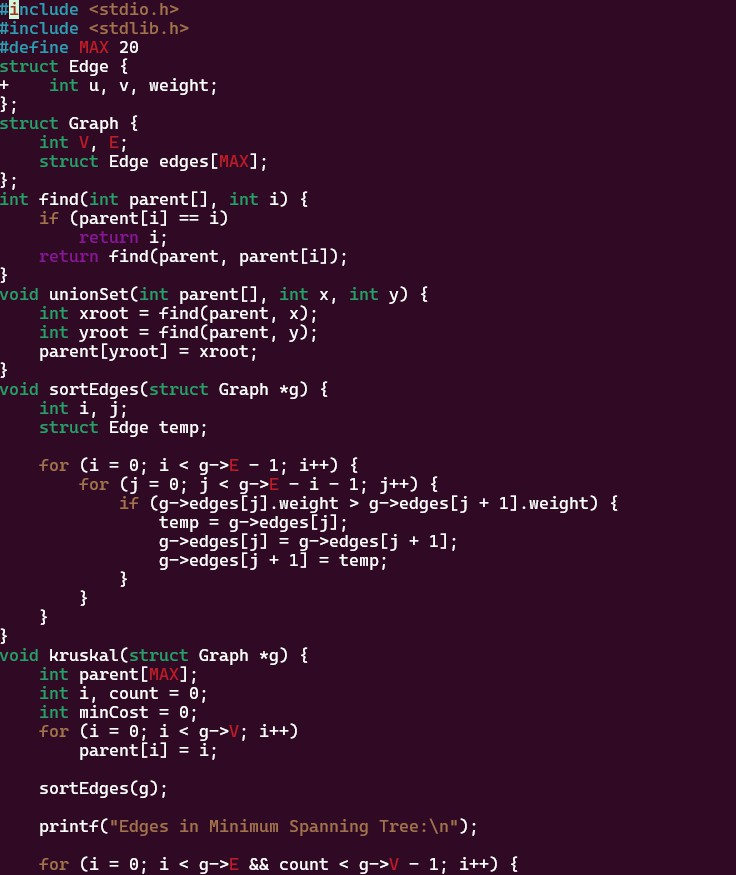 #include <stdio.h>
#include <stdlib.h>
#define MAX 20
struct Edge {
+    int u, v, weight;
};
struct Graph {
    int V, E;
    struct Edge edges[MAX];
};
int find(int parent[], int i) {
    if (parent[i] == i)
        return i;
    return find(parent, parent[i]);
}
void unionSet(int parent[], int x, int y) {
    int xroot = find(parent, x);
    int yroot = find(parent, y);
    parent[yroot] = xroot;
}
void sortEdges(struct Graph *g) {
    int i, j;
    struct Edge temp;

    for (i = 0; i < g->E - 1; i++) {
        for (j = 0; j < g->E - i - 1; j++) {
            if (g->edges[j].weight > g->edges[j + 1].weight) {
                temp = g->edges[j];
                g->edges[j] = g->edges[j + 1];
                g->edges[j + 1] = temp;
            }
        }
    }
}
void kruskal(struct Graph *g) {
    int parent[MAX];
    int i, count = 0;
    int minCost = 0;
    for (i = 0; i < g->V; i++)
        parent[i] = i;

    sortEdges(g);

    printf("Edges in Minimum Spanning Tree:\n");

    for (i = 0; i < g->E && count < g->V - 1; i++) {